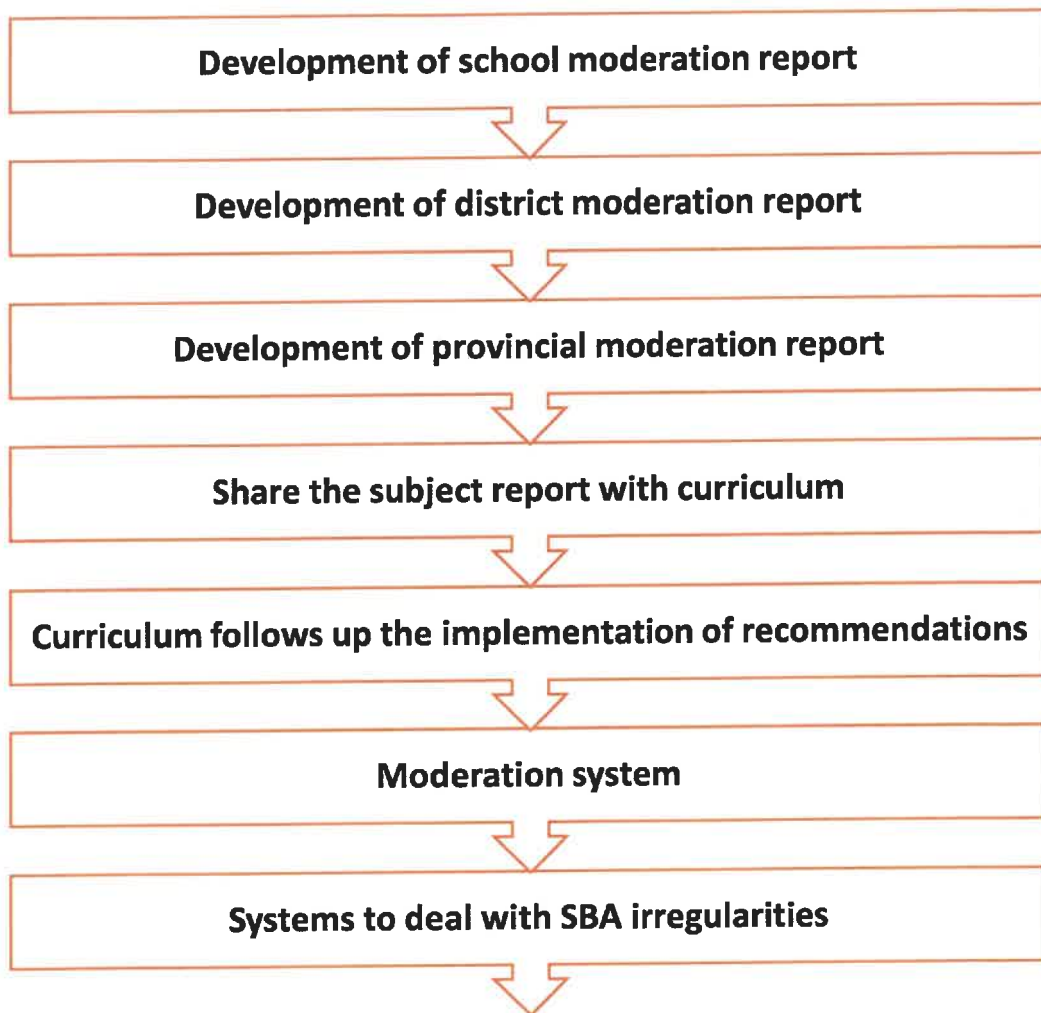 Development of school moderation report
Development of district moderation report
Development of provincial moderation report
Share the subject report with curriculum
Curriculum follows up the implementation of recommendations
Moderation system
Systems to deal with SBA irregularities